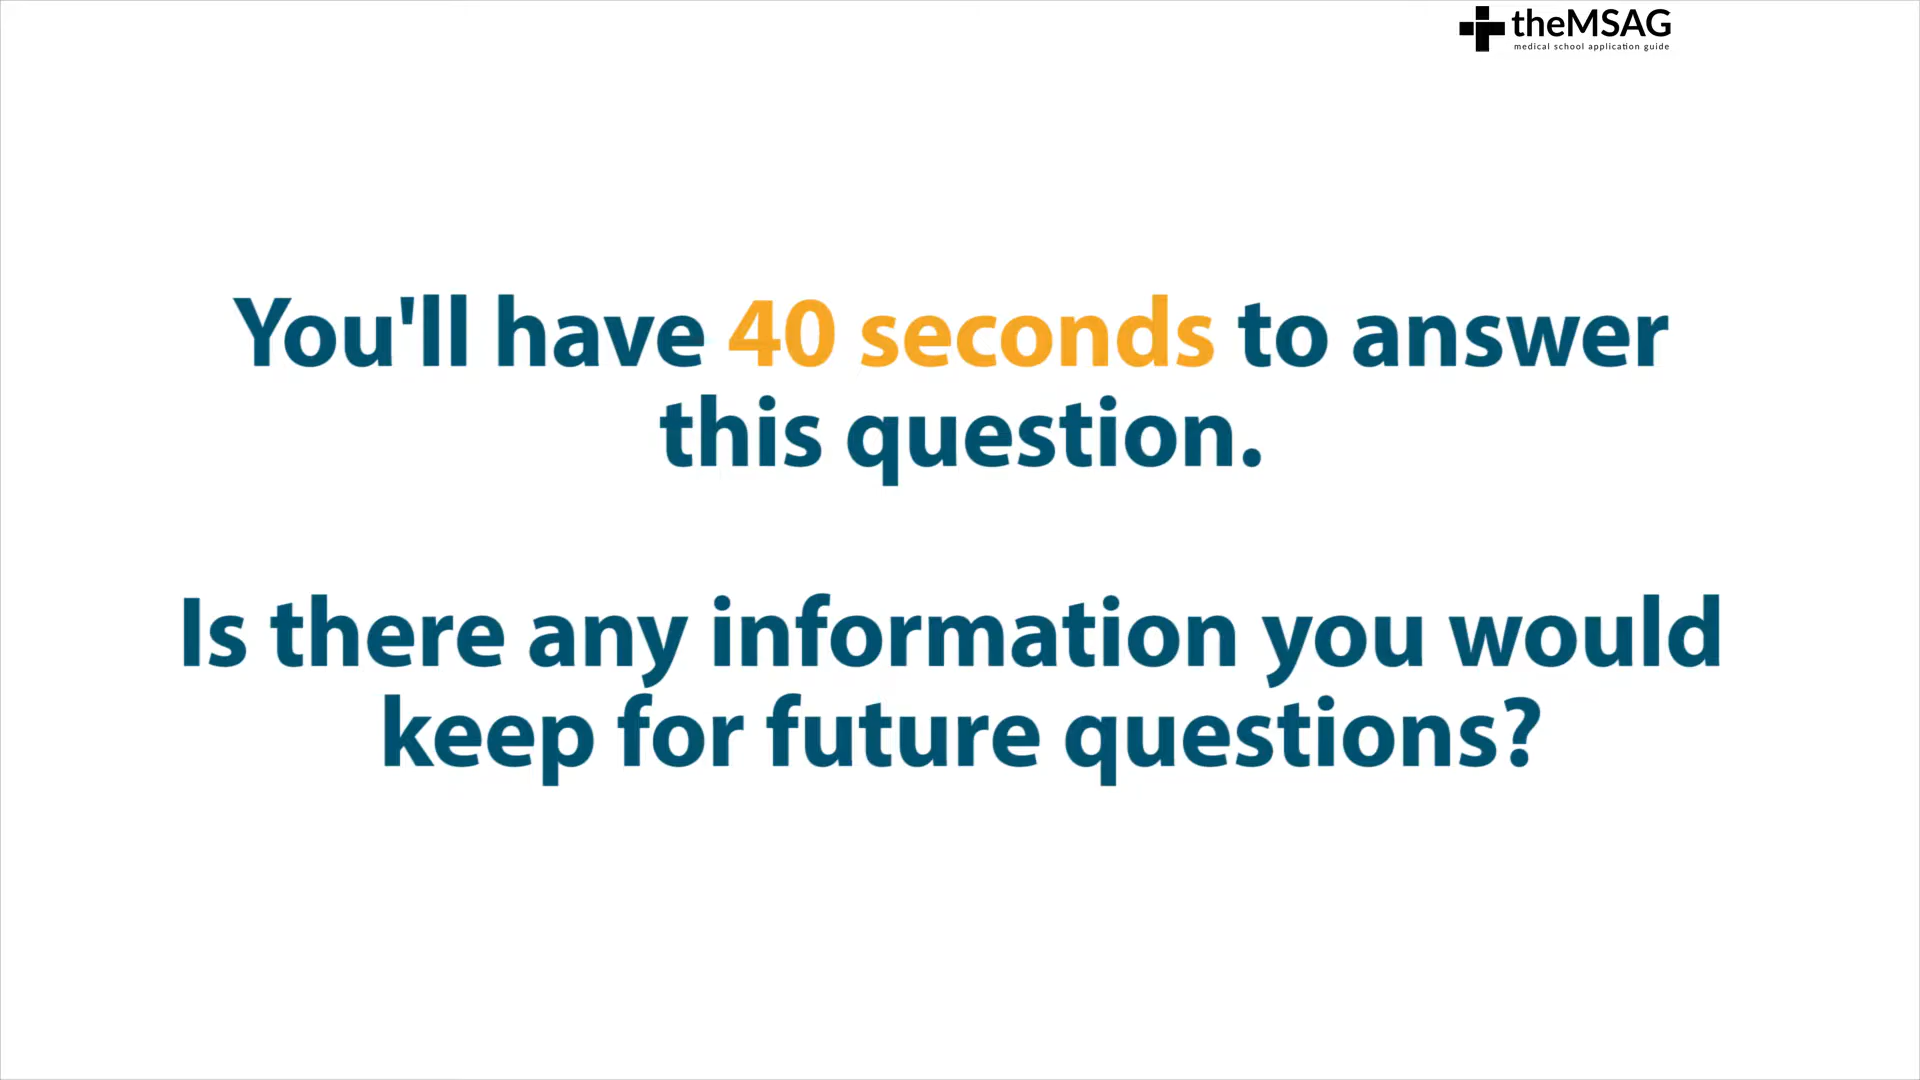 theMSAG
medical school application guide
You'll have 40 seconds to answer
this question.
Is there any information you would
keep for future questions?